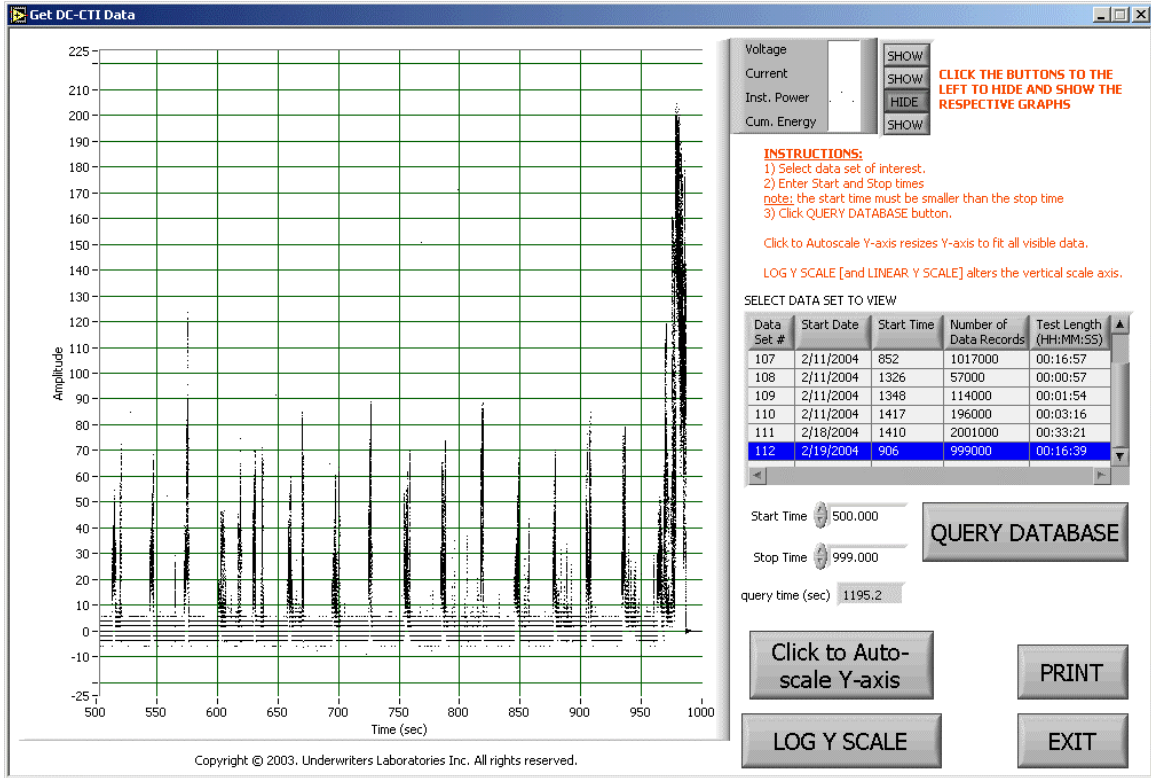 Get DC-CTI Data
Voltage
Current
Inst. Power
Cum. Energy
SHOW
SHOW
HIDE
SHOW
CLICK THE BUTTONS TO THE
LEFT TO HIDE AND SHOW THE
RESPECTIVE GRAPHS
INSTRUCTIONS:
1) Select data set of interest.
2) Enter Start and Stop times
note: the start time must be smaller than the stop time
3) Click QUERY DATABASE button.
Click to Autoscale Y-axis resizes Y-axis to fit all visible data.
LOG Y SCALE [and LINEAR Y SCALE] alters the vertical scale axis.
SELECT DATA SET TO VIEW
Data Set # Start Date Start Time Number of Data Records Test Length (HH:MM:SS)
107 2/11/2004 852 1017000 00:16:57
108 2/11/2004 1326 57000 00:00:57
109 2/11/2004 1348 114000 00:01:54
110 2/11/2004 1417 196000 00:03:16
111 2/18/2004 1410 2001000 00:33:21
112 2/19/2004 906 999000 00:16:39
Start Time 500.000
Stop Time 999.000
QUERY DATABASE
query time (sec) 1195.2
Click to Auto-
scale Y-axis
PRINT
LOG Y SCALE
EXIT
Amplitude
225
210
200
190
180
170
160
150
140
130
120
110
100
90
80
70
60
50
40
30
20
10
0
-10
-25
500 550 600 650 700 750 800 850 900 950 1000
Time (sec)
Copyright © 2003. Underwriters Laboratories Inc. All rights reserved.